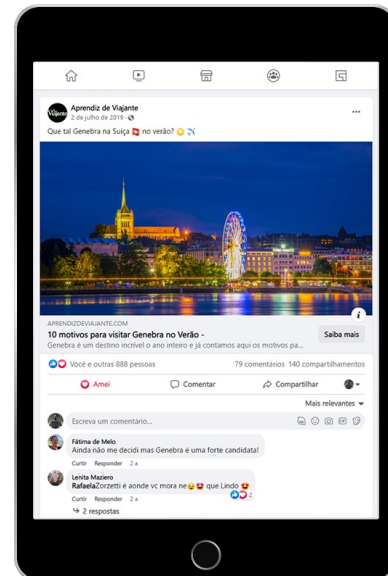 Aprendiz de Viajante
2 de julho de 2019 ·
Que tal Genebra na Suíça 🇨🇭 no verão? 😍 ✈️
APRENDIZDEVIAJANTE.COM
10 motivos para visitar Genebra no Verão -
Saiba mais
Genebra é um destino incrível o ano inteiro e já contamos aqui os motivos pa...
Você e outras 888 pessoas 79 comentários 140 compartilhamentos
Amei Comentar Compartilhar
Mais relevantes
Escreva um comentário...
GIF
Fátima de Melo
Ainda não me decidi mas Genebra é uma forte candidata!
Curtir Responder 2 a
Lenita Maziero
RafaelaZorzetti é aonde vc mora ne que Lindo
2
Curtir Responder 2 a
2 respostas